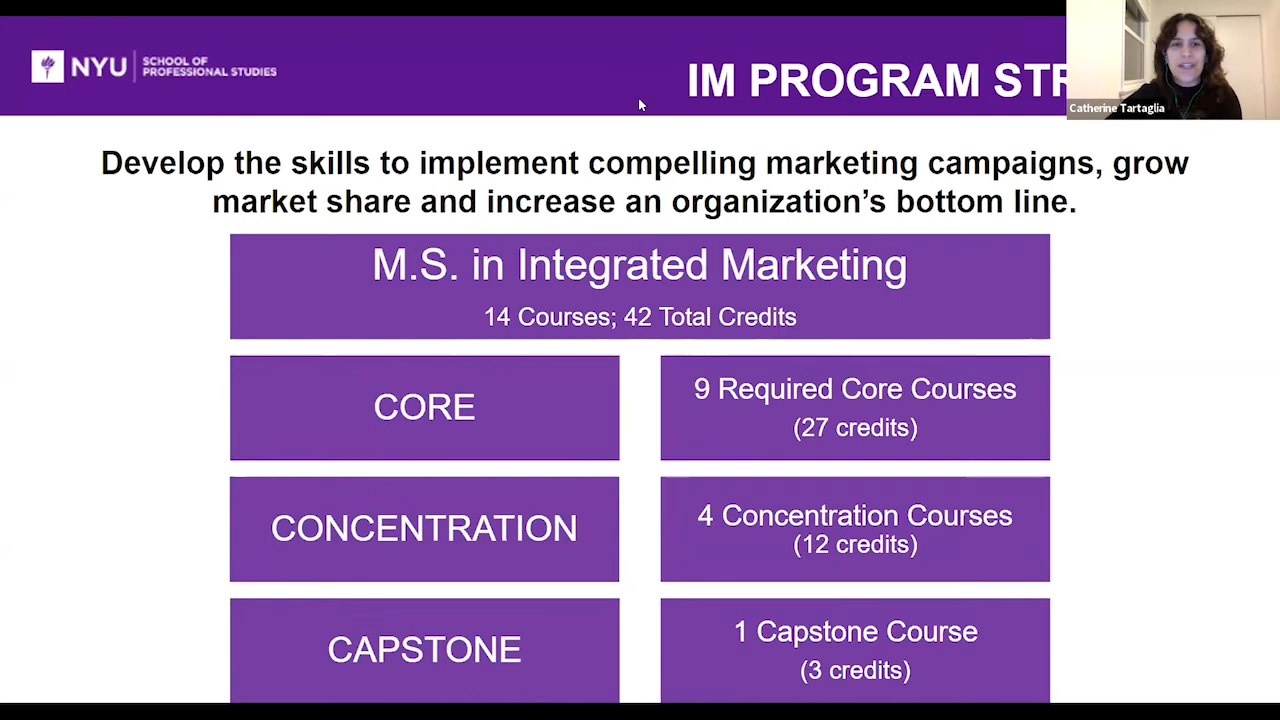 NYU
SCHOOL OF
PROFESSIONAL STUDIES
IM PROGRAM
Catherine Tartaglia
Develop the skills to implement compelling marketing campaigns, grow
market share and increase an organization's bottom line.
M.S. in Integrated Marketing
14 Courses; 42 Total Credits
CORE
9 Required Core Courses
(27 credits)
CONCENTRATION
4 Concentration Courses
(12 credits)
CAPSTONE
1 Capstone Course
(3 credits)